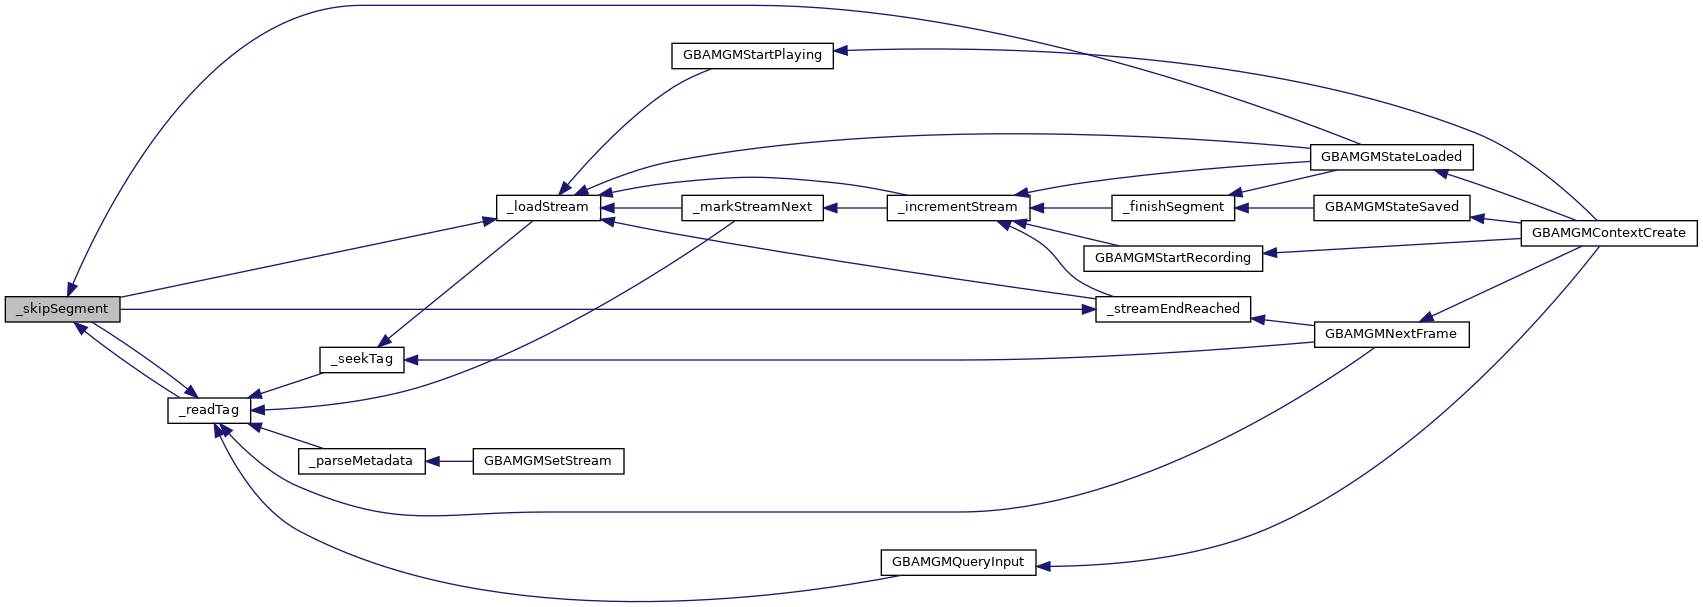 GBAMGMStartPlaying
GBAMGMStateLoaded
_loadStream
_markStreamNext
_incrementStream
_finishSegment
GBAMGMStateSaved
GBAMGMContextCreate
GBAMGMStartRecording
_skipSegment
_streamEndReached
GBAMGMNextFrame
_seekTag
_readTag
_parseMetadata
GBAMGMSetStream
GBAMGMQueryInput